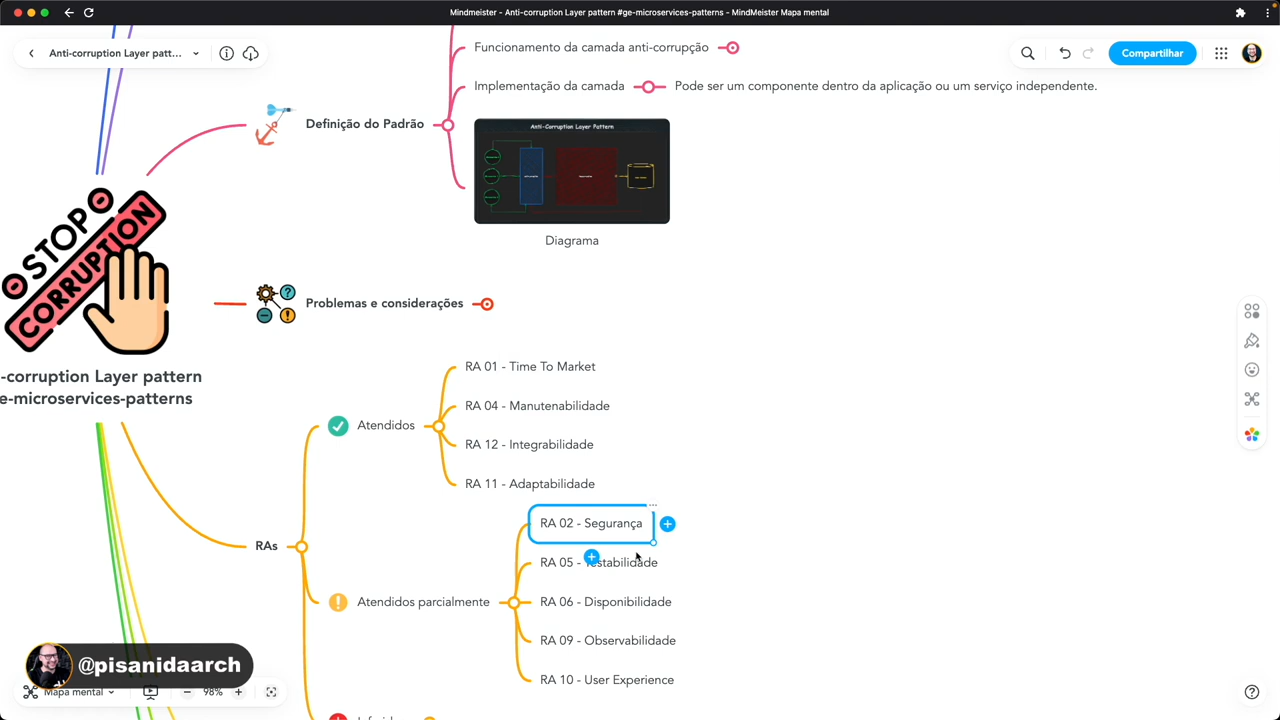 Mindmeister - Anti-corruption Layer pattern #ge-microservices-patterns - MindMeister Mapa mental
Anti-corruption Layer patt...
Compartilhar
Funcionamento da camada anti-corrupção
Implementação da camada
Pode ser um componente dentro da aplicação ou um serviço independente.
Definição do Padrão
Anti-Corruption Layer Pattern
Diagrama
STOP
CORRUPTION
Problemas e considerações
-corruption Layer pattern
e-microservices-patterns
RAs
Atendidos
RA 01 - Time To Market
RA 04 - Manutenabilidade
RA 12 - Integrabilidade
RA 11 - Adaptabilidade
Atendidos parcialmente
RA 02 - Segurança
RA 05 - Testabilidade
RA 06 - Disponibilidade
RA 09 - Observabilidade
RA 10 - User Experience
@pisanidaarch
Mapa mental
98%